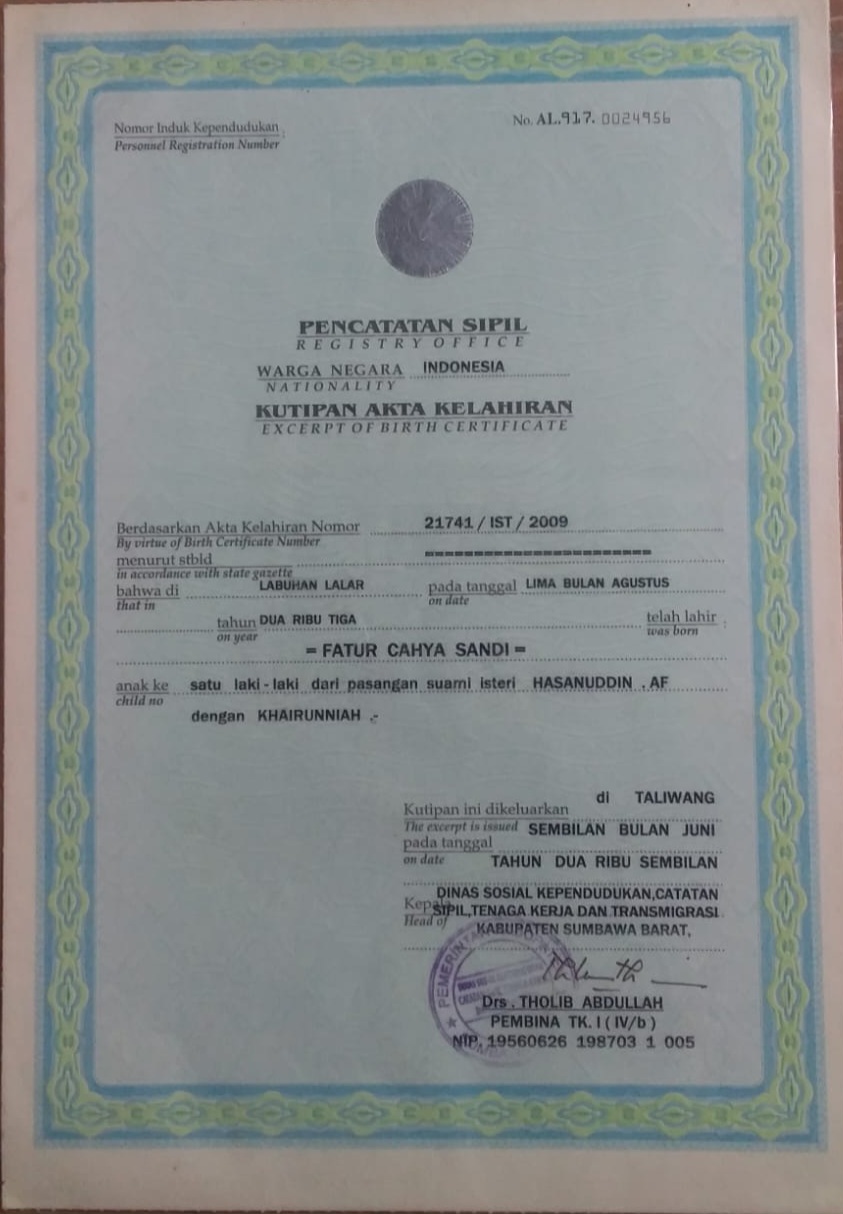 Nomor Induk Kependudukan :
Personnel Registration Number
No. AL.917. 0024956
PENCATATAN SIPIL
REGISTRY OFFICE
WARGA NEGARA INDONESIA
NATIONALITY
KUTIPAN AKTA KELAHIRAN
EXCERPT OF BIRTH CERTIFICATE
Berdasarkan Akta Kelahiran Nomor 21741 / IST / 2009
By virtue of Birth Certificate Number
menurut stbld ======================
in accordance with state gazette
bahwa di LABUHAN LALAR pada tanggal LIMA BULAN AGUSTUS
that in on date
tahun DUA RIBU TIGA telah lahir :
on year was born
= FATUR CAHYA SANDI =
anak ke satu laki - laki dari pasangan suami isteri HASANUDDIN . AF
child no
dengan KHAIRUNNIAH .-
di TALIWANG
Kutipan ini dikeluarkan
The excerpt is issued SEMBILAN BULAN JUNI
pada tanggal
on date TAHUN DUA RIBU SEMBILAN
DINAS SOSIAL KEPENDUDUKAN,CATATAN
Kepala SIPIL,TENAGA KERJA DAN TRANSMIGRASI
Head of KABUPATEN SUMBAWA BARAT,
Drs . THOLIB ABDULLAH
PEMBINA TK. I ( IV/b )
NIP. 19560626 198703 1 005